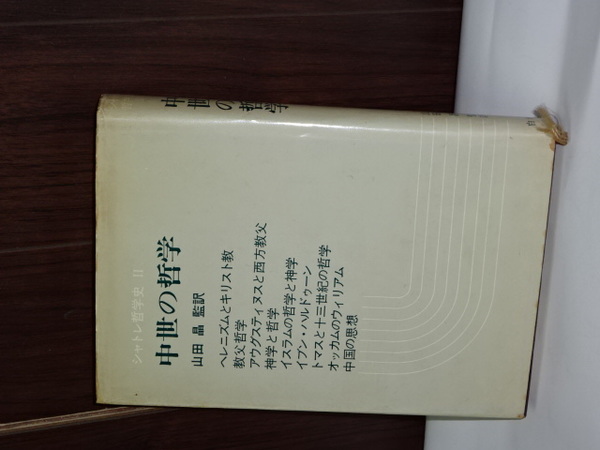 シャトレ哲学史 II
中世の哲学
山田 晶 監訳
ヘレニズムとキリスト教
教父哲学
アウグスティヌスと西方教父
神学と哲学
イスラムの哲学と神学
イブン・ハルドゥーン
トマスと十三世紀の哲学
オッカムのウィリアム
中国の思想
中世の哲学